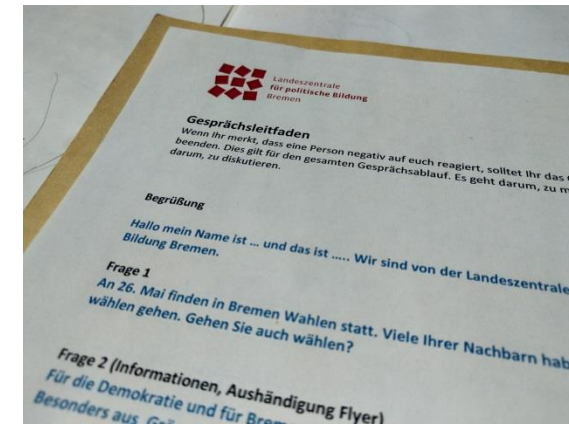 Landeszentrale
für politische Bildung
Bremen
Gesprächsleitfaden
Wenn Ihr merkt, dass eine Person negativ auf euch reagiert, solltet Ihr das
beenden. Dies gilt für den gesamten Gesprächsablauf. Es geht darum, zu
darum, zu diskutieren.
Begrüßung
Hallo mein Name ist ... und das ist ..... Wir sind von der Landeszentrale
Bildung Bremen.
Frage 1
An 26. Mai finden in Bremen Wahlen statt. Viele Ihrer Nachbarn
wählen gehen. Gehen Sie auch wählen?
Frage 2 (Informationen, Aushändigung Flyer)
Für die Demokratie und für
Besonders aus